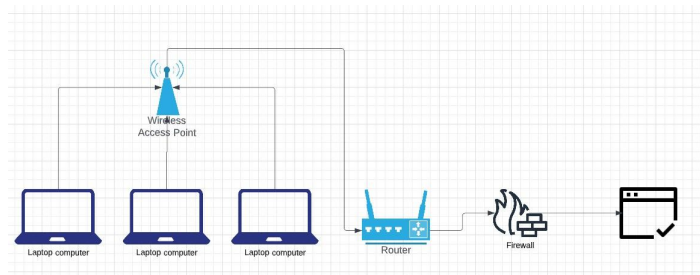 Wireless
Access Point
Laptop computer
Laptop computer
Laptop computer
Router
Firewall